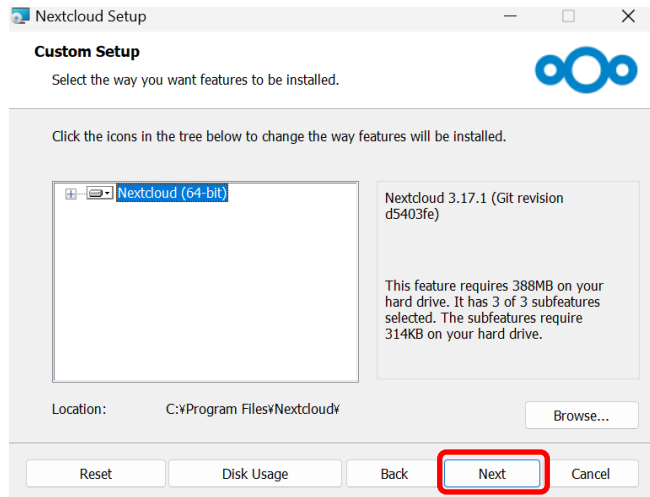 Nextcloud Setup
Custom Setup
Select the way you want features to be installed.
Click the icons in the tree below to change the way features will be installed.
Nextcloud (64-bit)
Nextcloud 3.17.1 (Git revision
d5403fe)
This feature requires 388MB on your
hard drive. It has 3 of 3 subfeatures
selected. The subfeatures require
314KB on your hard drive.
Location: C:¥Program Files¥Nextcloud¥
Browse...
Reset Disk Usage Back Next Cancel